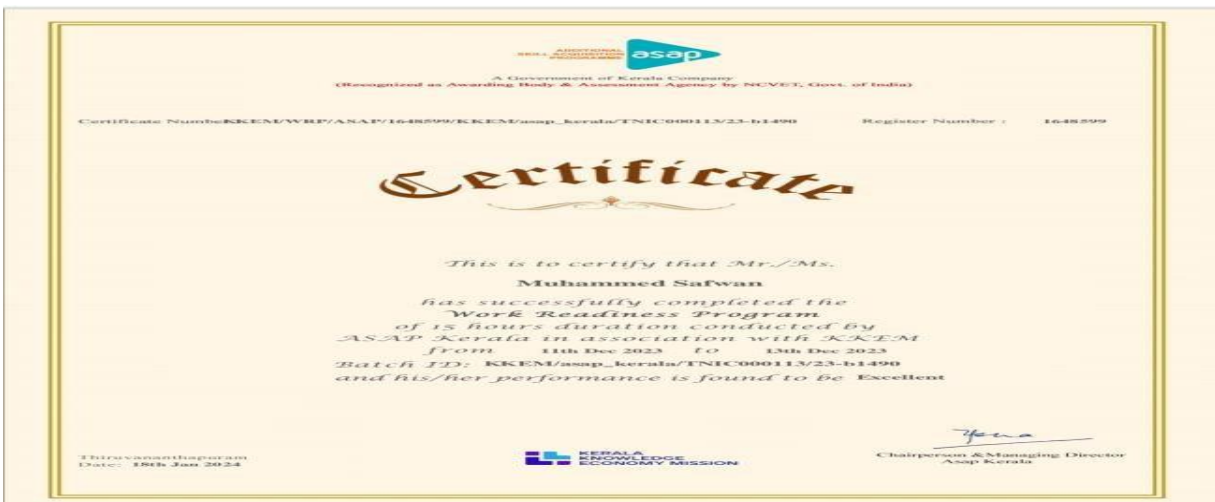 ADDITIONAL
SKILL ACQUISITION
PROGRAMME
asap
A Government of Kerala Company
(Recognized as Awarding Body & Assessment Agency by NCVET, Govt. of India)
Certificate NumbeKKEM/WRP/ASAP/1648599/KKEM/asap_kerala/TNIC000113/23-b1490 Register Number : 1648599
Certificate
This is to certify that Mr./Ms.
Muhammed Safwan
has successfully completed the
Work Readiness Program
of 15 hours duration conducted by
ASAP Kerala in association with KKEM
from 11th Dec 2023 to 13th Dec 2023
Batch ID: KKEM/asap_kerala/TNIC000113/23-b1490
and his/her performance is found to be Excellent
Thiruvananthapuram
Date: 18th Jan 2024
KERALA
KNOWLEDGE
ECONOMY MISSION
Chairperson &Managing Director
Asap Kerala